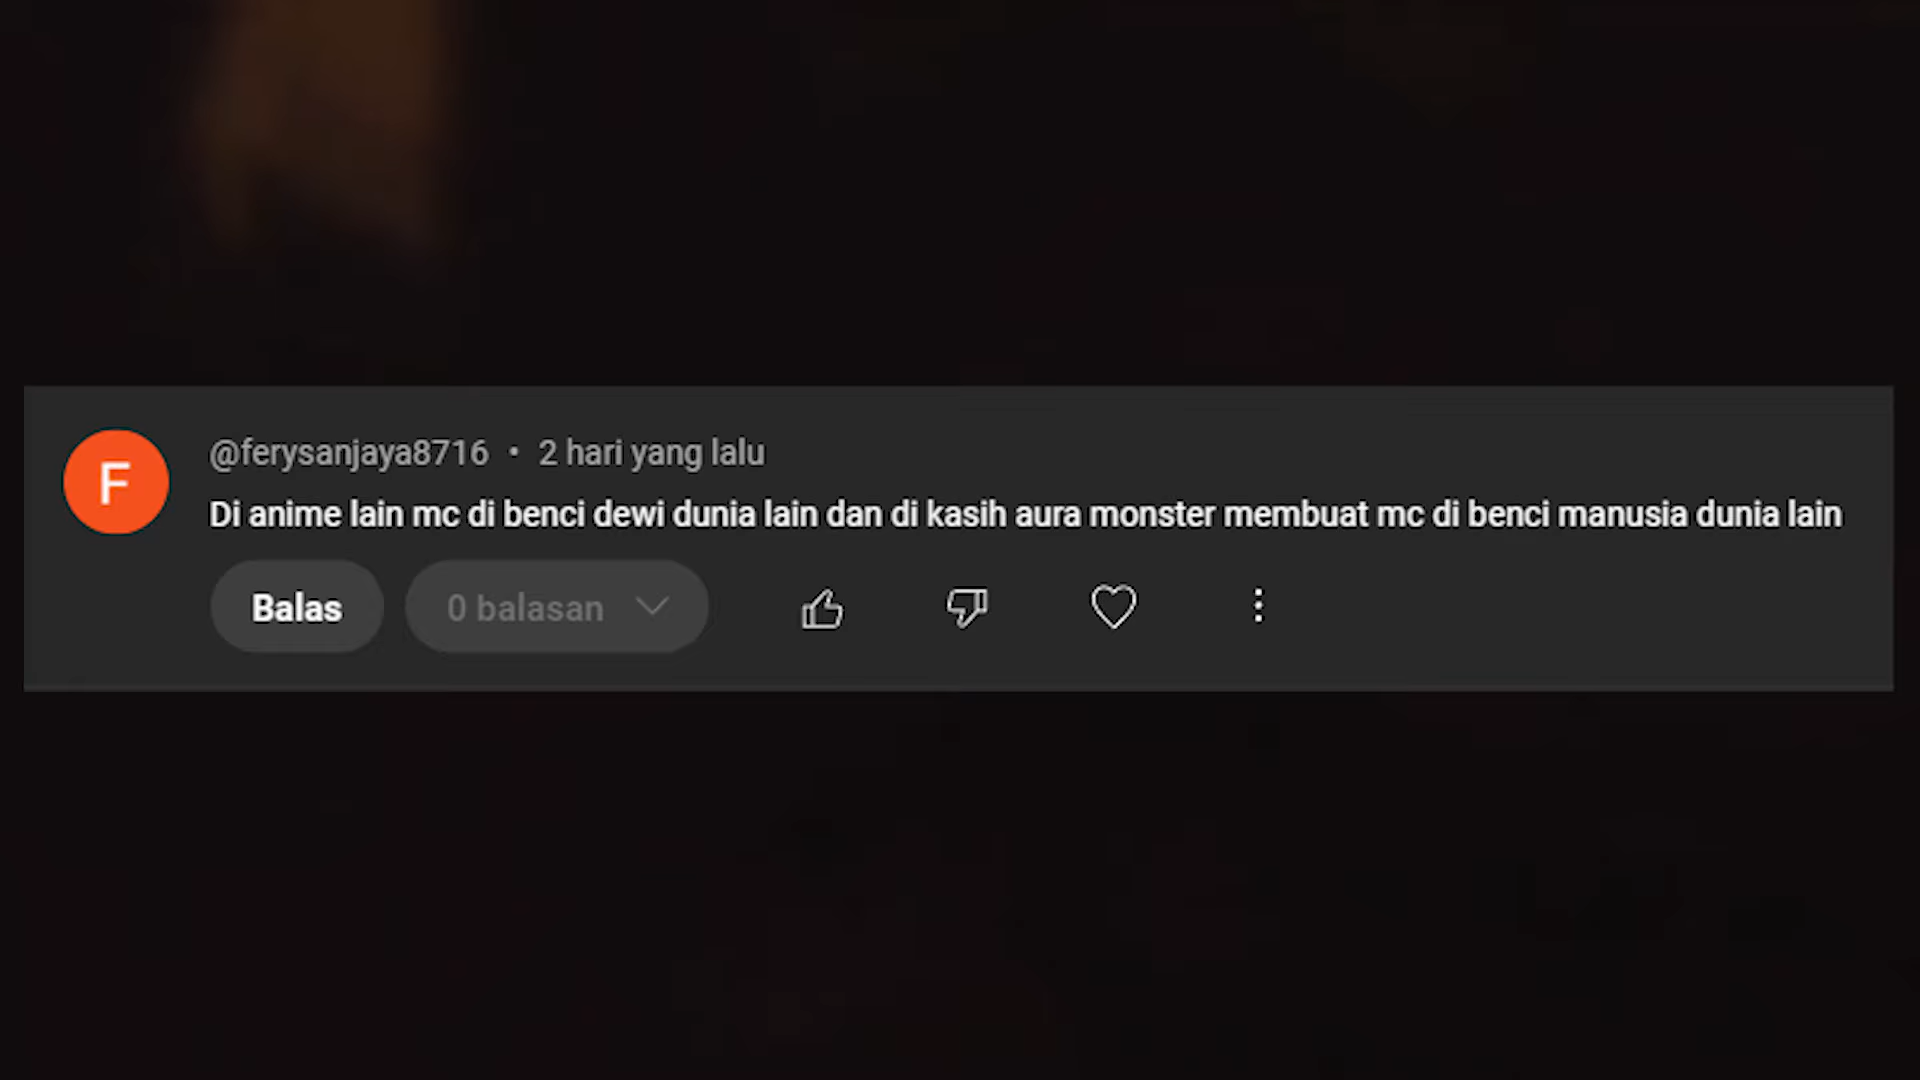 F
@ferysanjaya8716 • 2 hari yang lalu
Di anime lain mc di benci dewi dunia lain dan di kasih aura monster membuat mc di benci manusia dunia lain
Balas
0 balasan